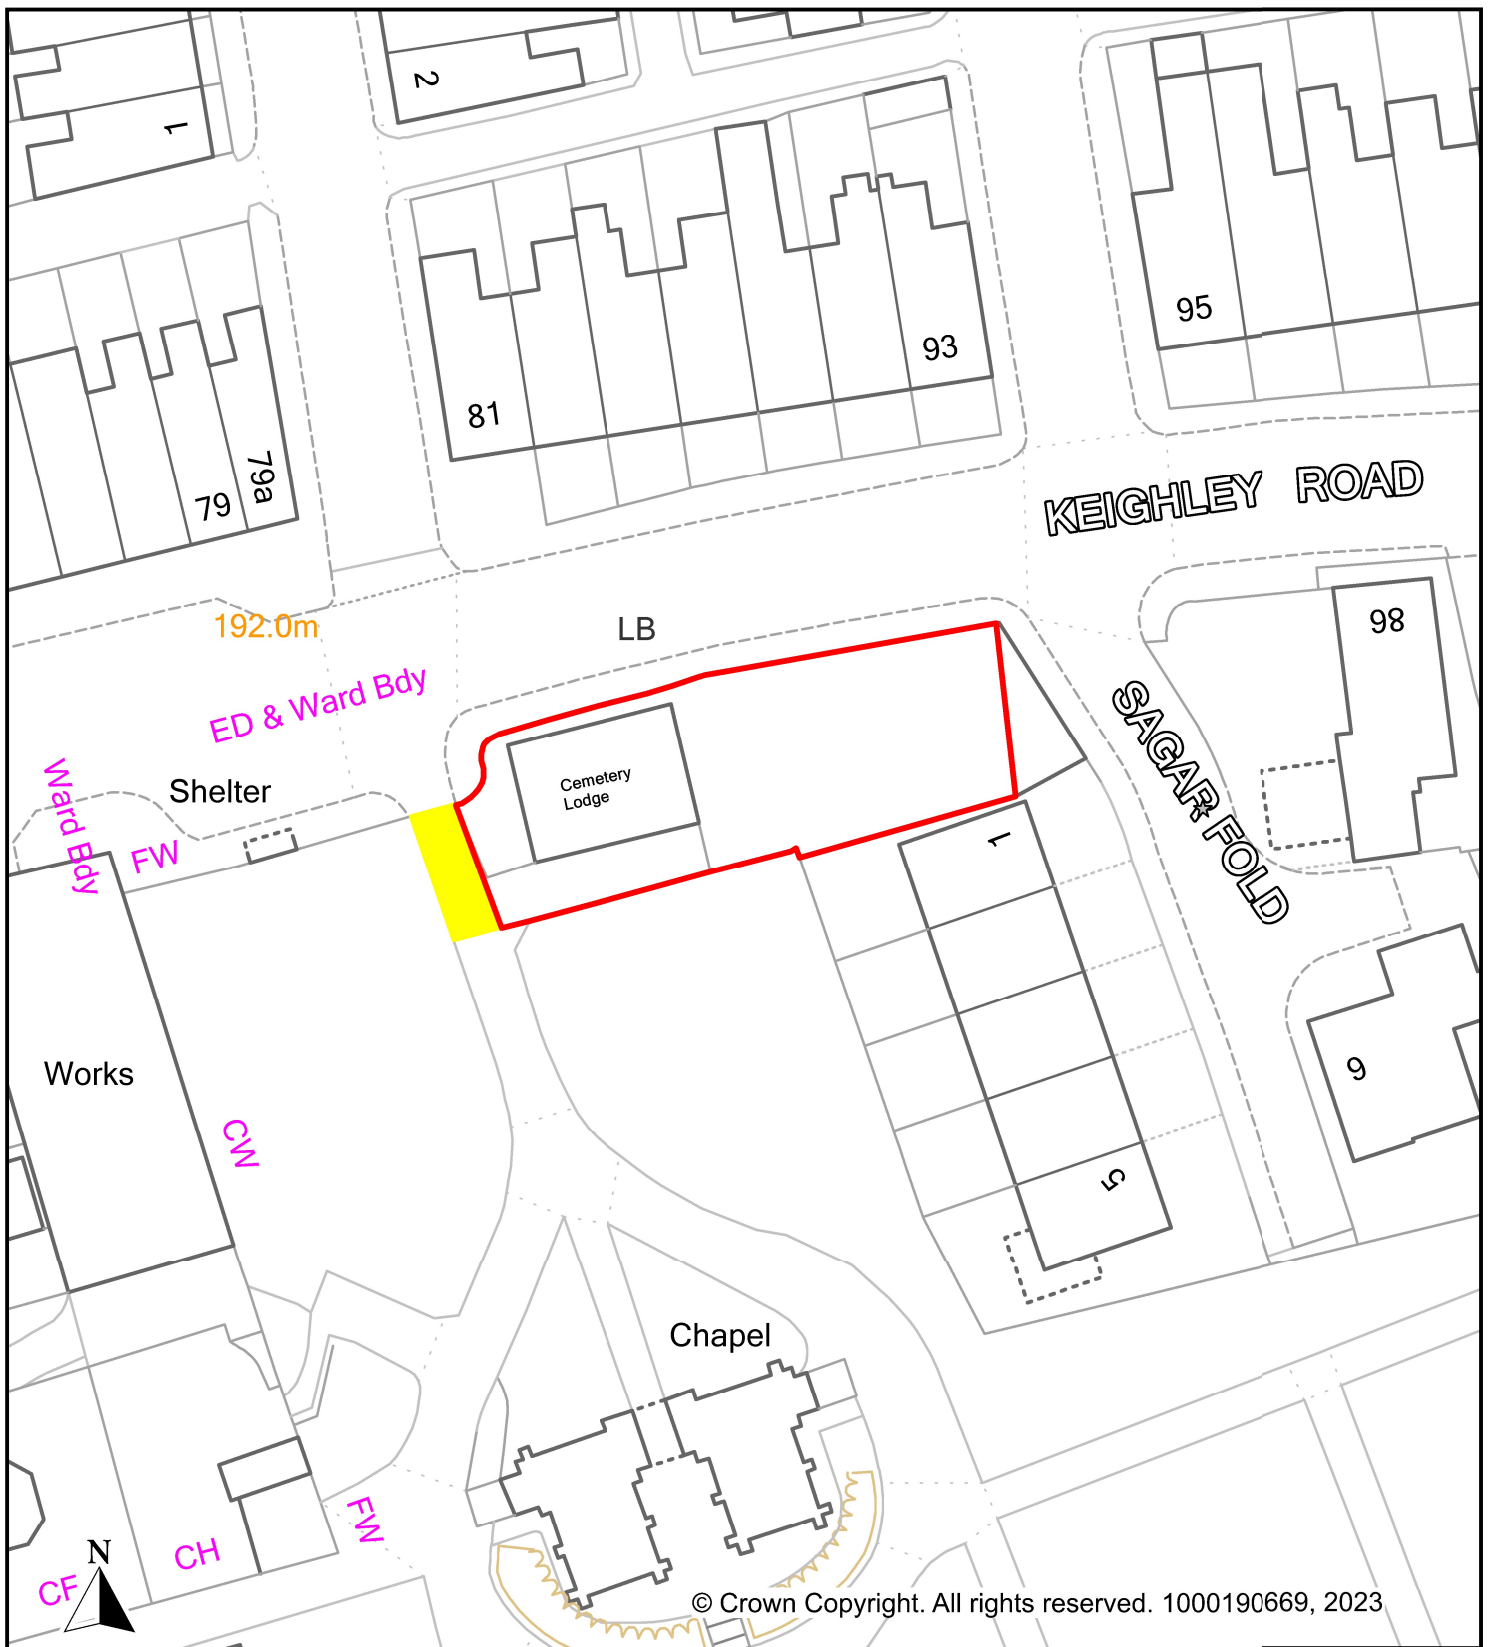 2
1
95
93
81
79a
79
KEIGHLEY ROAD
192.0m
LB
98
ED & Ward Bdy
SAGAR FOLD
Shelter
Ward Bdy
Cemetery
Lodge
FW
1
Works
9
CW
5
Chapel
FW
CH
N
CF
© Crown Copyright. All rights reserved. 1000190669, 2023